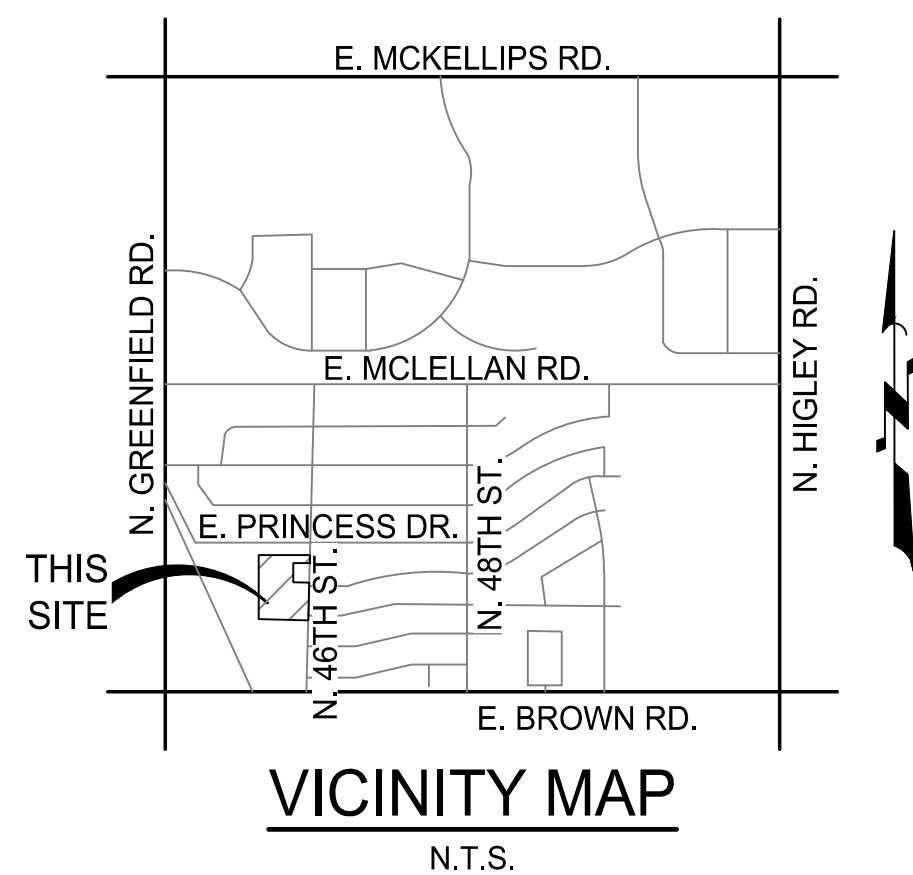 E. MCKELLIPS RD.
N. GREENFIELD RD.
N. HIGLEY RD.
E. MCLELLAN RD.
N. 48TH ST.
E. PRINCESS DR.
THIS
SITE
N. 46TH ST.
E. BROWN RD.
VICINITY MAP
N.T.S.
N